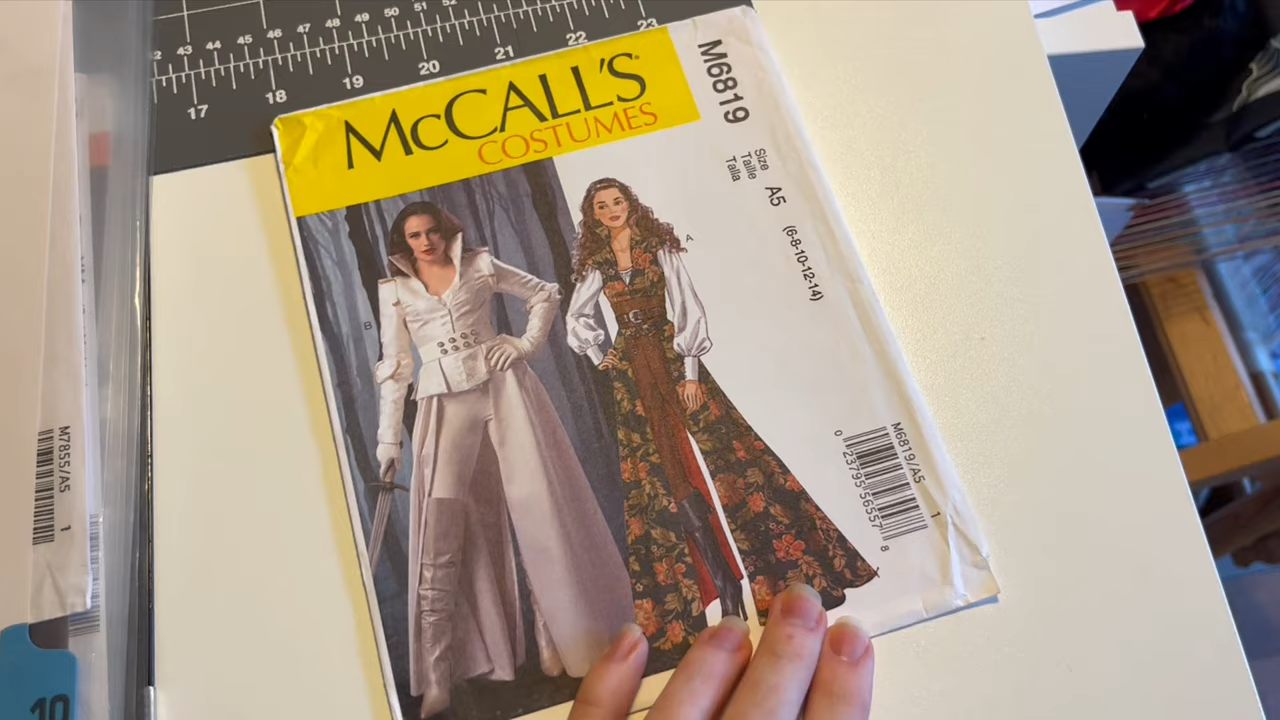 43 44 45 46 47 48 49 50 51 52
17 18 19 20 21 22 23
McCALL'S
COSTUMES
M6819
Size
Taille
Talla
A5
(6-8-10-12-14)
B
A
M6819/A5
1
0 23795 56557 8
M7855/A5
1
10